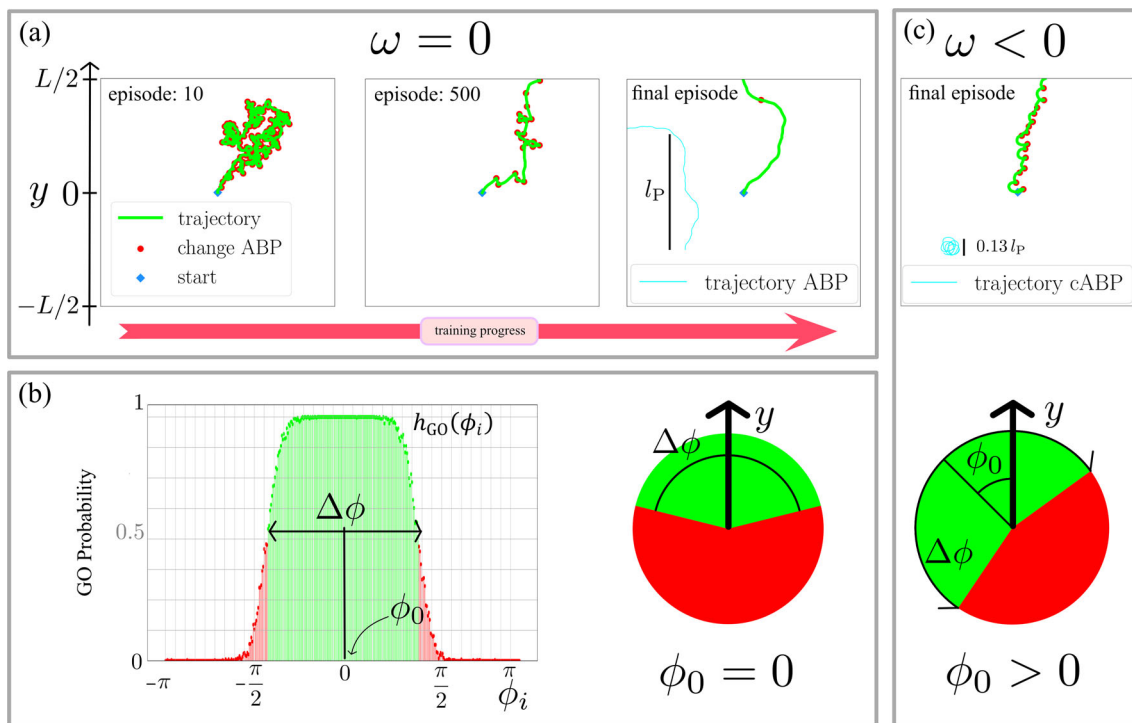 (a)
ω = 0
L/2
y 0
−L/2
episode: 10
trajectory
change ABP
start
episode: 500
final episode
l_P
trajectory ABP
training progress
(b)
GO Probability
1
0.5
0
h_GO(ϕ_i)
Δϕ
ϕ_0
−π
−π/2
0
π/2
π
ϕ_i
y
Δϕ
ϕ_0 = 0
(c)
ω < 0
final episode
0.13 l_P
trajectory cABP
y
ϕ_0
Δϕ
ϕ_0 > 0